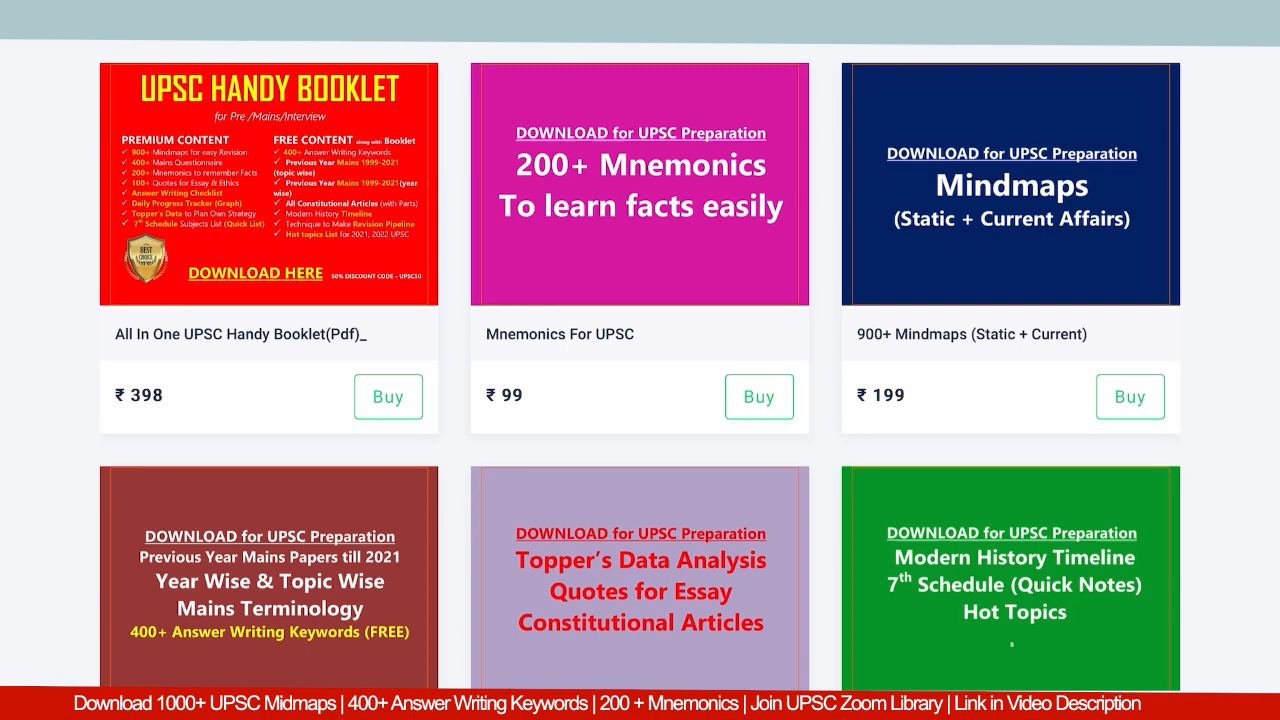 UPSC HANDY BOOKLET
for Pre /Mains/Interview
PREMIUM CONTENT
✓ 900+ Mindmaps for easy Revision
✓ 400+ Mains Questionnaire
✓ 200+ Mnemonics to remember Facts
✓ 100+ Quotes for Essay & Ethics
✓ Answer Writing Checklist
✓ Daily Progress Tracker (Graph)
✓ Topper's Data to Plan Own Strategy
✓ 7th Schedule Subjects List (Quick List)
FREE CONTENT along with Booklet
✓ 400+ Answer Writing Keywords
✓ Previous Year Mains 1999-2021
(topic wise)
✓ Previous Year Mains 1999-2021(year
wise)
✓ All Constitutional Articles (with Parts)
✓ Modern History Timeline
✓ Technique to Make Revision Pipeline
✓ Hot topics List for 2021, 2022 UPSC
BEST
CHOICE
DOWNLOAD HERE 50% DISCOUNT CODE – UPSC50
All In One UPSC Handy Booklet(Pdf)_
₹ 398
Buy
DOWNLOAD for UPSC Preparation
200+ Mnemonics
To learn facts easily
Mnemonics For UPSC
₹ 99
Buy
DOWNLOAD for UPSC Preparation
Mindmaps
(Static + Current Affairs)
900+ Mindmaps (Static + Current)
₹ 199
Buy
DOWNLOAD for UPSC Preparation
Previous Year Mains Papers till 2021
Year Wise & Topic Wise
Mains Terminology
400+ Answer Writing Keywords (FREE)
DOWNLOAD for UPSC Preparation
Topper's Data Analysis
Quotes for Essay
Constitutional Articles
DOWNLOAD for UPSC Preparation
Modern History Timeline
7th Schedule (Quick Notes)
Hot Topics
s
Download 1000+ UPSC Midmaps | 400+ Answer Writing Keywords | 200 + Mnemonics | Join UPSC Zoom Library | Link in Video Description